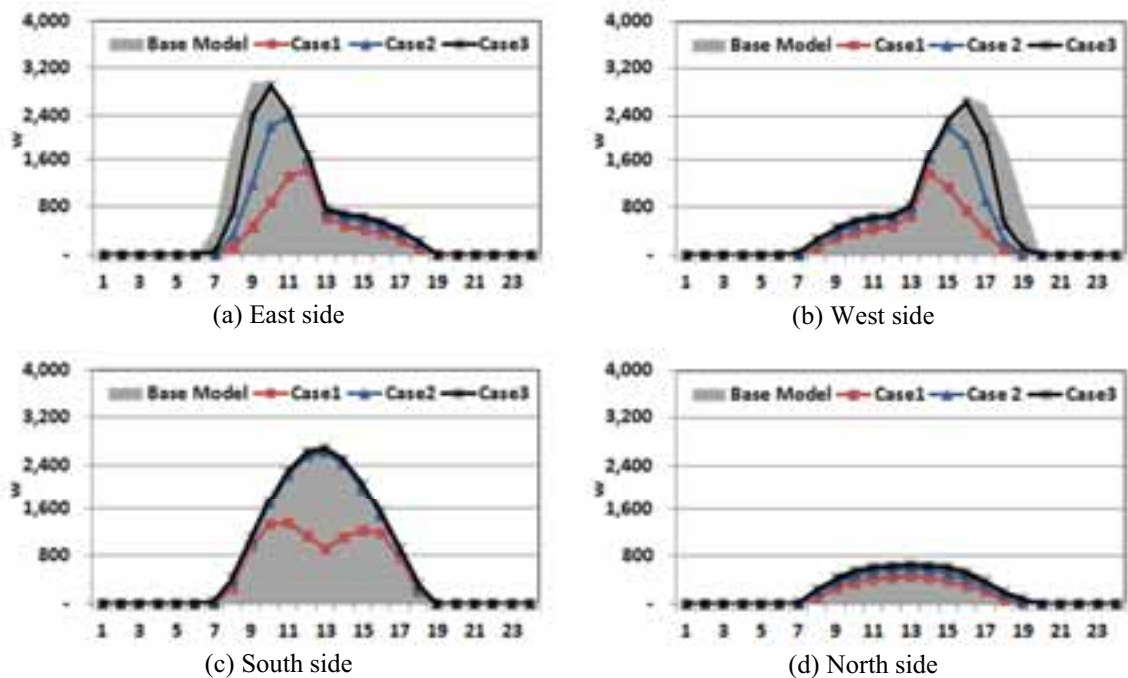 4,000
3,200
2,400
1,600
800
-
w
Base Model Case1 Case2 Case3
1 3 5 7 9 11 13 15 17 19 21 23
(a) East side
4,000
3,200
2,400
1,600
800
-
w
Base Model Case1 Case 2 Case3
1 3 5 7 9 11 13 15 17 19 21 23
(b) West side
4,000
3,200
2,400
1,600
800
-
w
Base Model Case1 Case2 Case3
1 3 5 7 9 11 13 15 17 19 21 23
(c) South side
4,000
3,200
2,400
1,600
800
-
w
Base Model Case1 Case 2 Case3
1 3 5 7 9 11 13 15 17 19 21 23
(d) North side